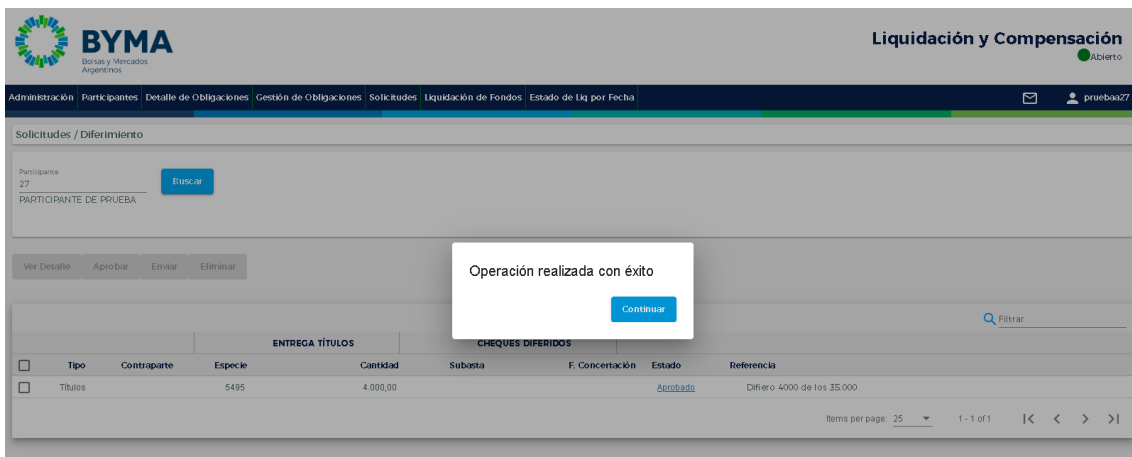 BYMA
Bolsas y Mercados
Argentinos
Liquidación y Compensación
Abierto
Administración Participantes Detalle de Obligaciones Gestión de Obligaciones Solicitudes Liquidación de Fondos Estado de Liq por Fecha pruebaa27
Solicitudes / Diferimiento
Participante
27
Buscar
PARTICIPANTE DE PRUEBA
Ver Detalle Aprobar Enviar Eliminar
Operación realizada con éxito
Continuar
Filtrar
ENTREGA TÍTULOS CHEQUES DIFERIDOS
Tipo Contraparte Especie Cantidad Subasta F. Concertación Estado Referencia
Títulos 5495 4.000,00 Aprobado Difiero 4000 de los 35.000
Items per page: 25 1 - 1 of 1